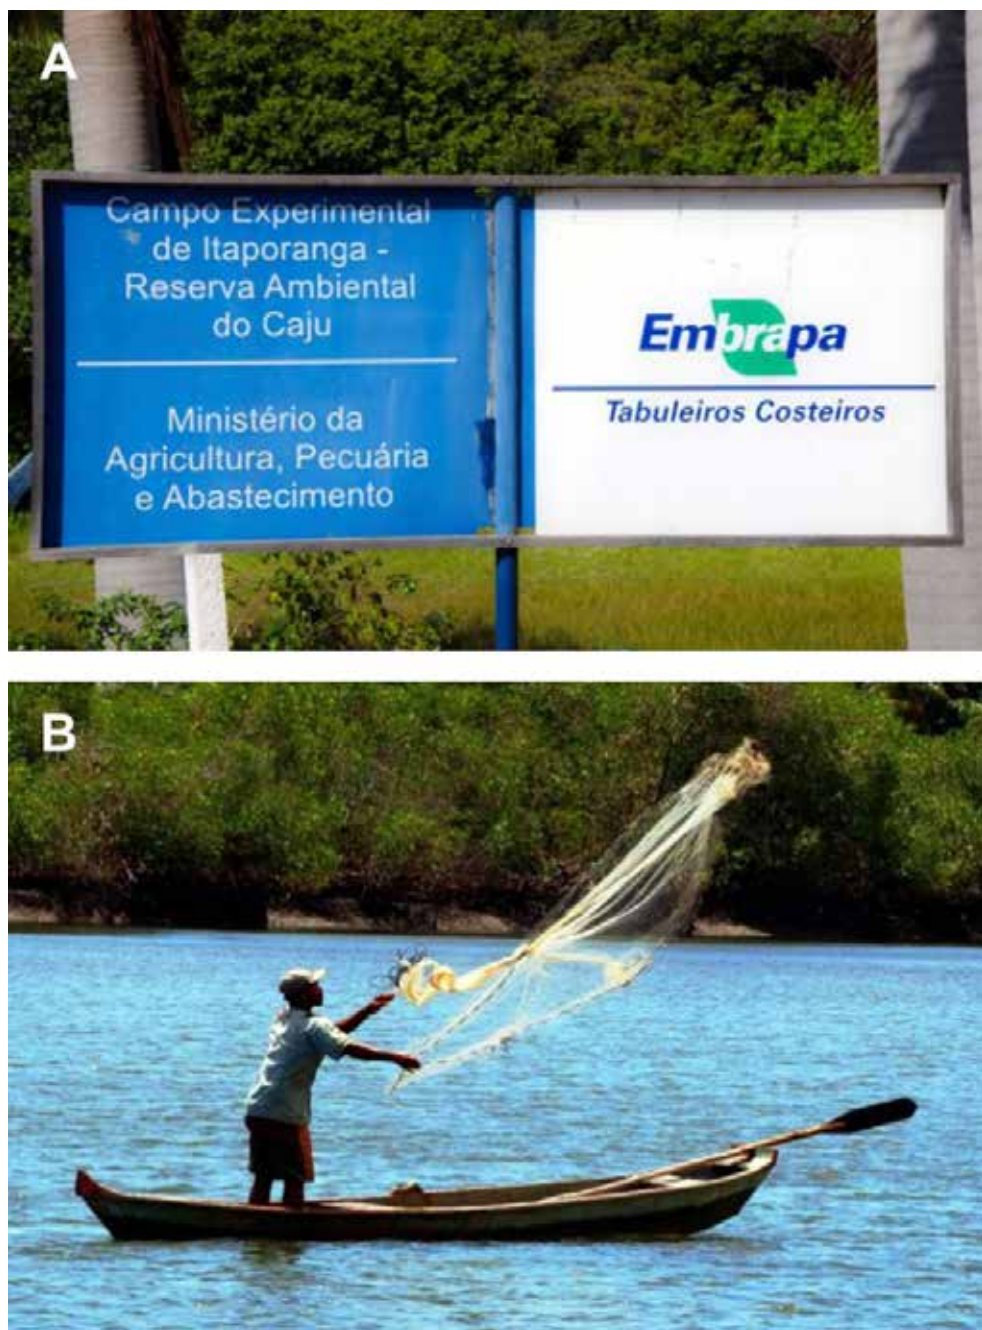 A
Campo Experimental
de Itaporanga -
Reserva Ambiental
do Caju
Ministério da
Agricultura, Pecuária
e Abastecimento
Embrapa
Tabuleiros Costeiros
B